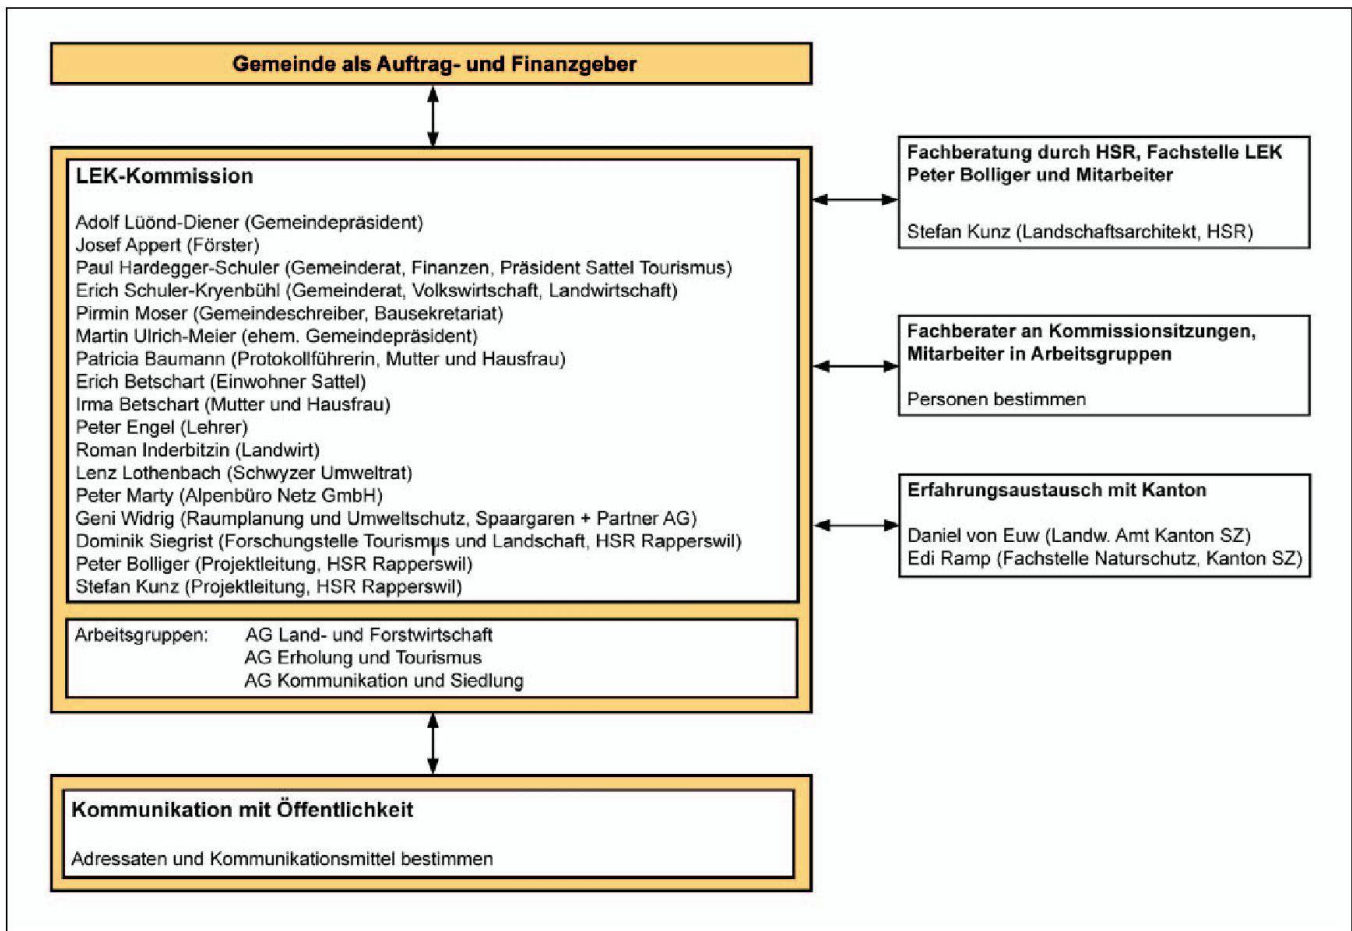 Gemeinde als Auftrag- und Finanzgeber
LEK-Kommission
Adolf Lüönd-Diener (Gemeindepräsident)
Josef Appert (Förster)
Paul Hardegger-Schuler (Gemeinderat, Finanzen, Präsident Sattel Tourismus)
Erich Schuler-Kryenbühl (Gemeinderat, Volkswirtschaft, Landwirtschaft)
Pirmin Moser (Gemeindeschreiber, Bausekretariat)
Martin Ulrich-Meier (ehem. Gemeindepräsident)
Patricia Baumann (Protokollführerin, Mutter und Hausfrau)
Erich Betschart (Einwohner Sattel)
Irma Betschart (Mutter und Hausfrau)
Peter Engel (Lehrer)
Roman Inderbitzin (Landwirt)
Lenz Lothenbach (Schwyzer Umweltrat)
Peter Marty (Alpenbüro Netz GmbH)
Geni Widrig (Raumplanung und Umweltschutz, Spaargaren + Partner AG)
Dominik Siegrist (Forschungstelle Tourismus und Landschaft, HSR Rapperswil)
Peter Bolliger (Projektleitung, HSR Rapperswil)
Stefan Kunz (Projektleitung, HSR Rapperswil)
Arbeitsgruppen: AG Land- und Forstwirtschaft
AG Erholung und Tourismus
AG Kommunikation und Siedlung
Fachberatung durch HSR, Fachstelle LEK
Peter Bolliger und Mitarbeiter
Stefan Kunz (Landschaftsarchitekt, HSR)
Fachberater an Kommissionsitzungen,
Mitarbeiter in Arbeitsgruppen
Personen bestimmen
Erfahrungsaustausch mit Kanton
Daniel von Euw (Landw. Amt Kanton SZ)
Edi Ramp (Fachstelle Naturschutz, Kanton SZ)
Kommunikation mit Öffentlichkeit
Adressaten und Kommunikationsmittel bestimmen